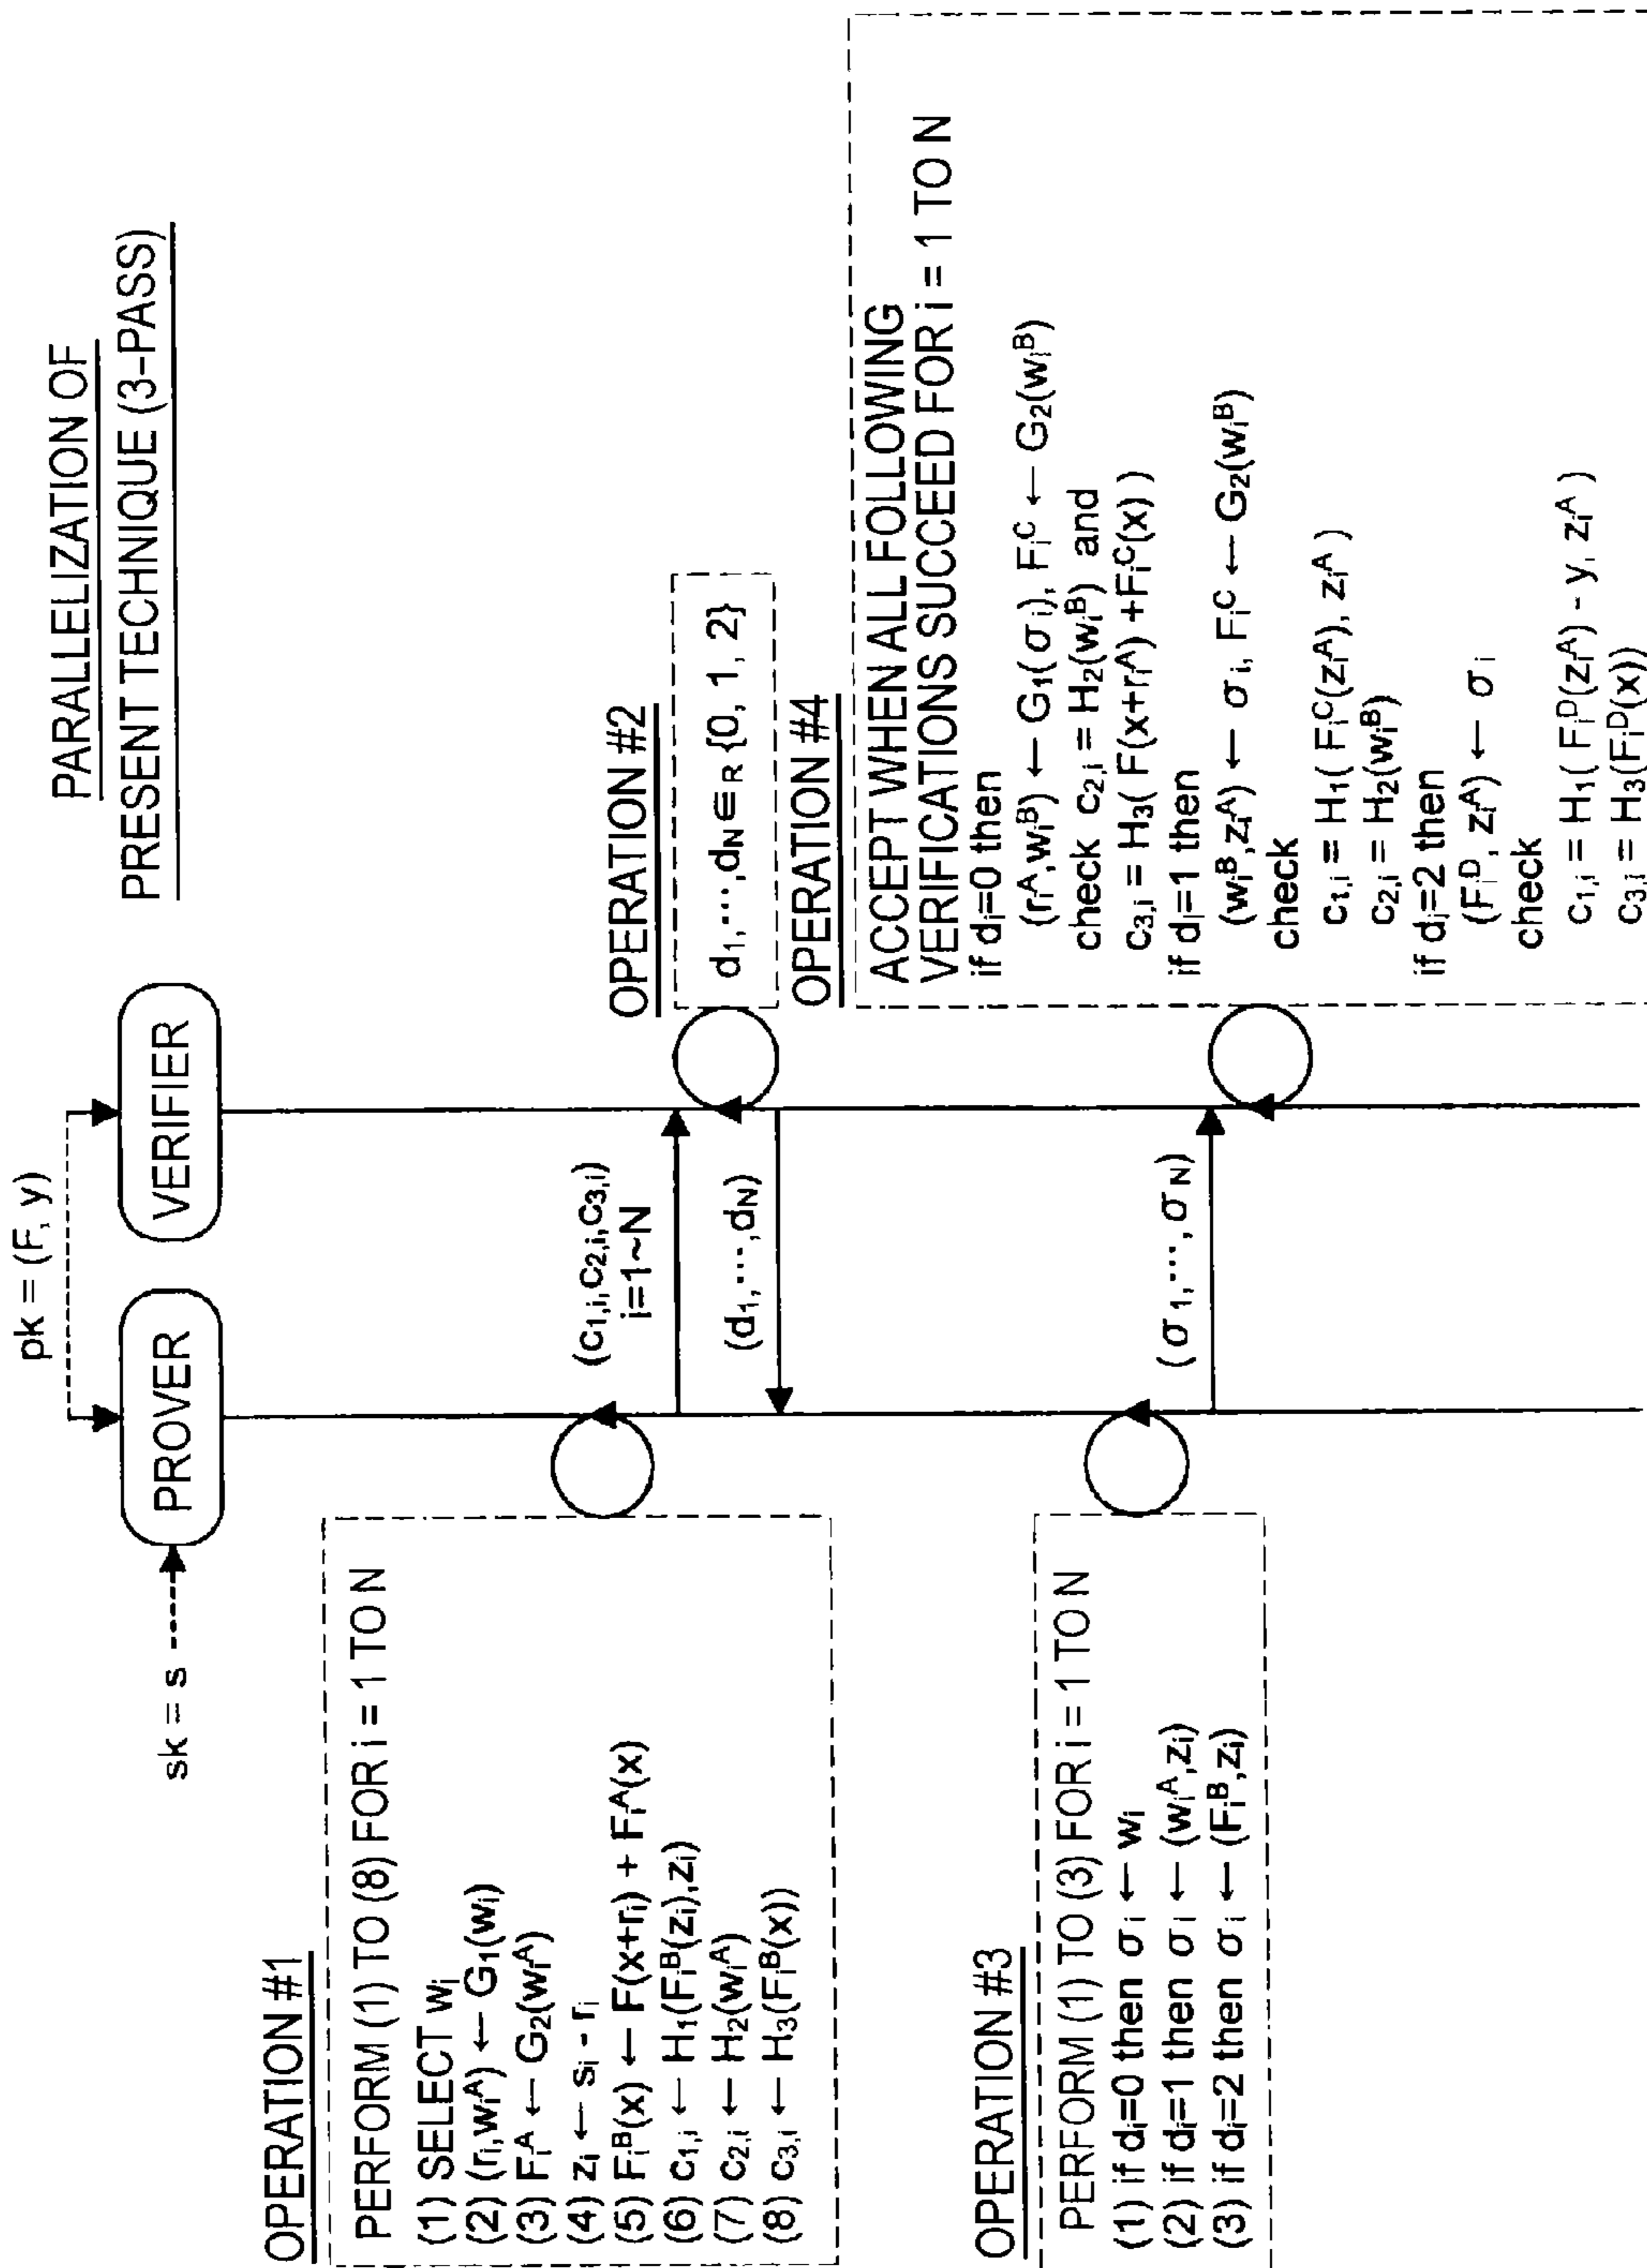 PARALLELIZATION OF
PRESENT TECHNIQUE (3-PASS)
pk = (F, y)
sk = s
PROVER
VERIFIER
OPERATION #1
PERFORM (1) TO (8) FOR i = 1 TO N
(1) SELECT wᵢ
(2) (rᵢ,wᵢᴬ) ← G₁(wᵢ)
(3) Fᵢᴬ ← G₂(wᵢᴬ)
(4) zᵢ ← sᵢ - rᵢ
(5) Fᵢᴮ(x) ← F(x+rᵢ) + Fᵢᴬ(x)
(6) c₁,ᵢ ← H₁(Fᵢᴮ(zᵢ),zᵢ)
(7) c₂,ᵢ ← H₂(wᵢᴬ)
(8) c₃,ᵢ ← H₃(Fᵢᴮ(x))
(c₁,ᵢ,c₂,ᵢ,c₃,ᵢ)
i=1~N
OPERATION #2
d₁,⋯,d_N ∈_R {0, 1, 2}
(d₁,⋯,d_N)
OPERATION #3
PERFORM (1) TO (3) FOR i = 1 TO N
(1) if dᵢ=0 then σᵢ ← wᵢ
(2) if dᵢ=1 then σᵢ ← (wᵢᴬ,zᵢ)
(3) if dᵢ=2 then σᵢ ← (Fᵢᴮ,zᵢ)
(σ₁,⋯,σ_N)
OPERATION #4
ACCEPT WHEN ALL FOLLOWING
VERIFICATIONS SUCCEED FOR i = 1 TO N
if dᵢ=0 then
(rᵢᴬ,wᵢᴮ) ← G₁(σᵢ), Fᵢᶜ ← G₂(wᵢᴮ)
check c₂,ᵢ = H₂(wᵢᴮ) and
c₃,ᵢ = H₃( F(x+rᵢᴬ) +Fᵢᶜ(x) )
if dᵢ=1 then
(wᵢᴮ,zᵢᴬ) ← σᵢ, Fᵢᶜ ← G₂(wᵢᴮ)
check
c₁,ᵢ = H₁( Fᵢᶜ(zᵢᴬ), zᵢᴬ )
c₂,ᵢ = H₂(wᵢᴮ)
if dᵢ=2 then
(Fᵢᴰ, zᵢᴬ) ← σᵢ
check
c₁,ᵢ = H₁( Fᵢᴰ(zᵢᴬ) - y, zᵢᴬ )
c₃,ᵢ = H₃(Fᵢᴰ(x))